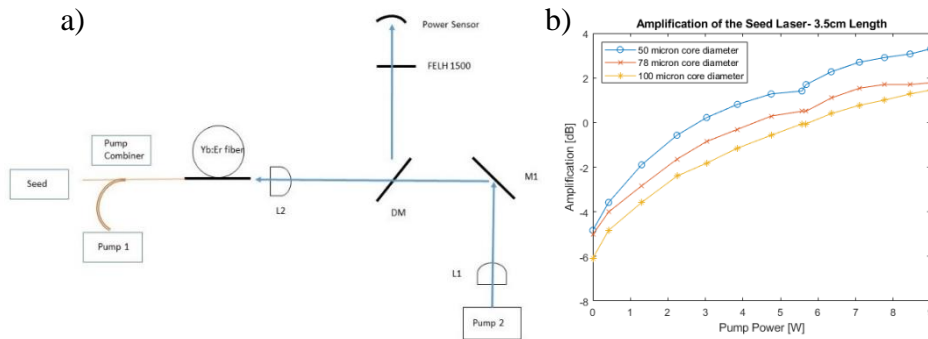 a)
Power Sensor
FELH 1500
Pump
Combiner
Yb:Er fiber
Seed
Pump 1
L2
DM
M1
L1
Pump 2
b)
Amplification of the Seed Laser- 3.5cm Length
50 micron core diameter
78 micron core diameter
100 micron core diameter
Amplification [dB]
4
2
0
-2
-4
-6
-8
0 1 2 3 4 5 6 7 8
Pump Power [W]